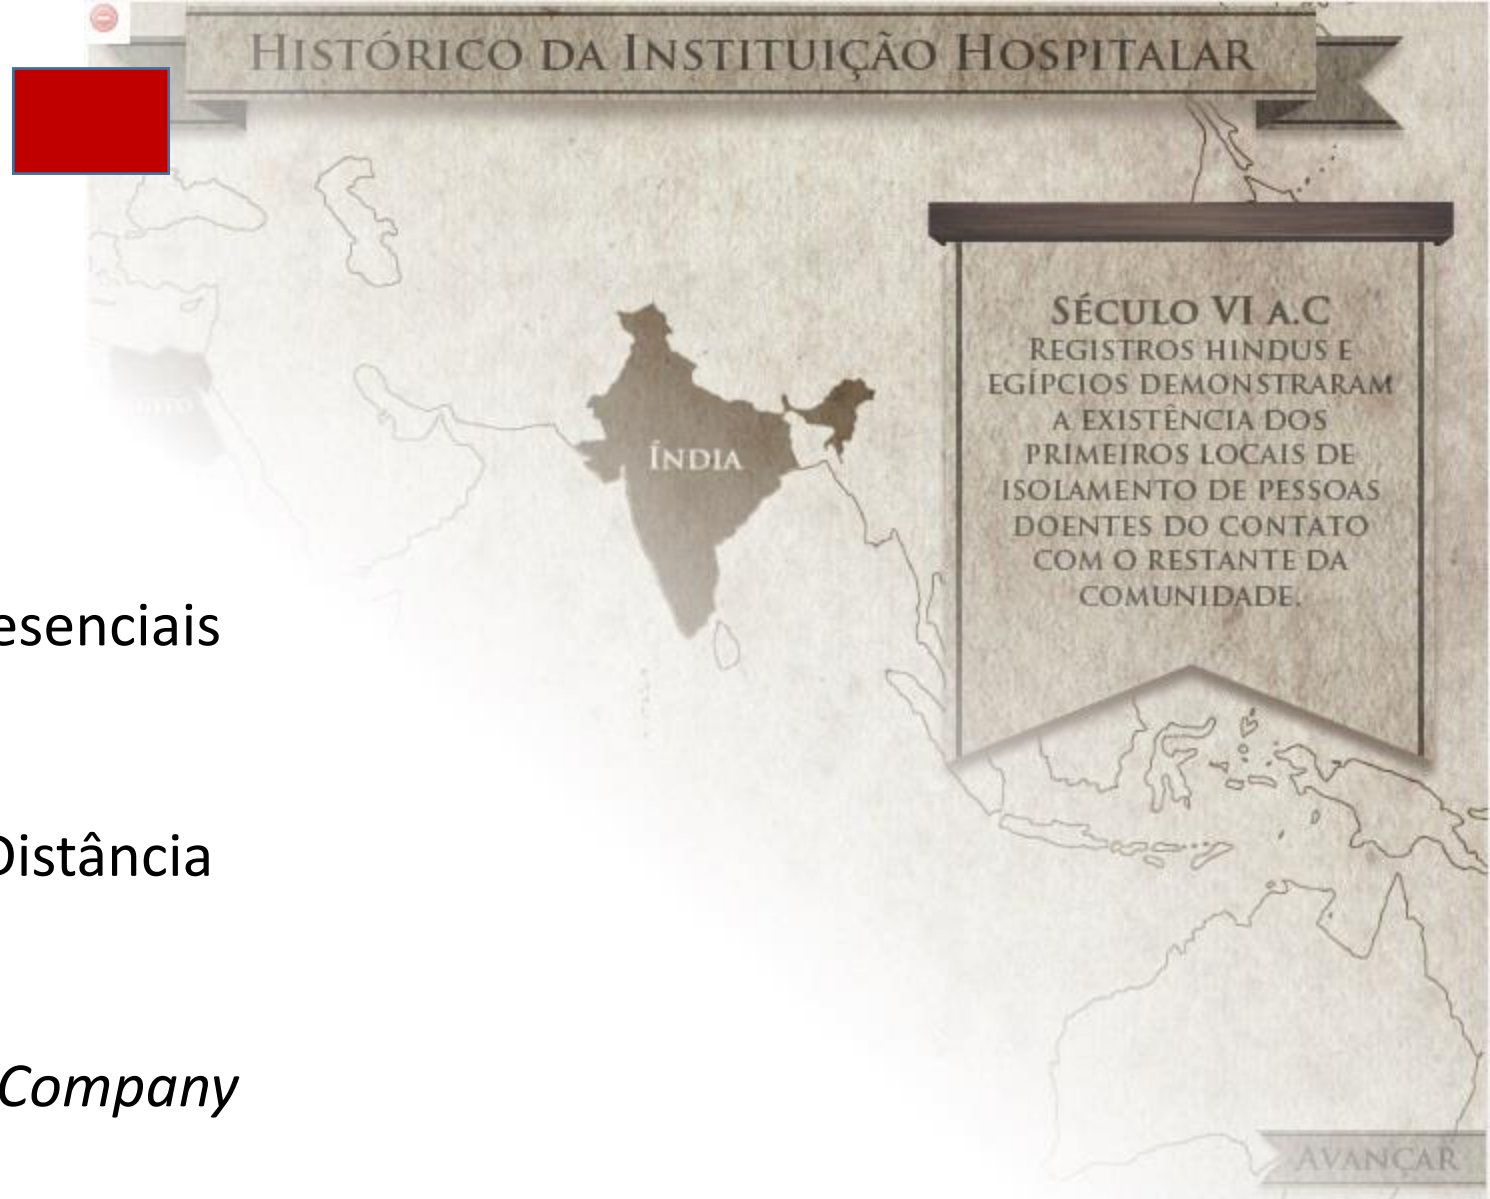 Histórico da Instituição Hospitalar
Século VI a.C
Registros hindus e
egípcios demonstraram
a existência dos
primeiros locais de
isolamento de pessoas
doentes do contato
com o restante da
comunidade.
Índia
esenciais
Distância
Company
Avançar